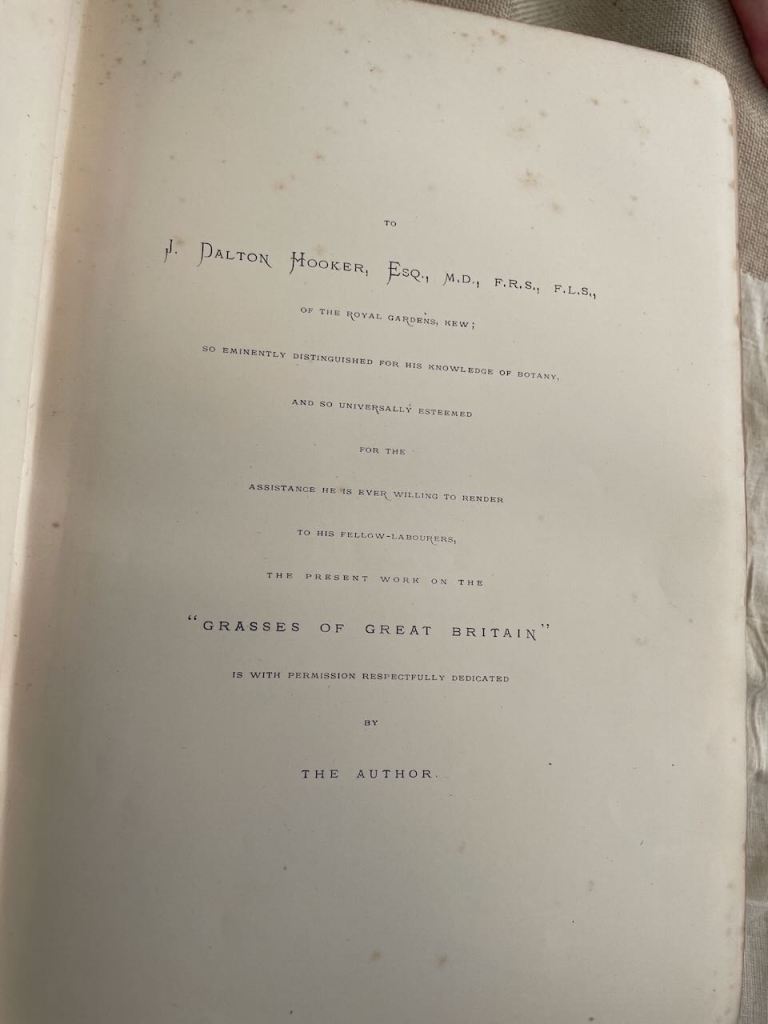 TO
J. DALTON HOOKER, ESQ., M.D., F.R.S., F.L.S.,
OF THE ROYAL GARDENS, KEW;
SO EMINENTLY DISTINGUISHED FOR HIS KNOWLEDGE OF BOTANY,
AND SO UNIVERSALLY ESTEEMED
FOR THE
ASSISTANCE HE IS EVER WILLING TO RENDER
TO HIS FELLOW-LABOURERS,
THE PRESENT WORK ON THE
"GRASSES OF GREAT BRITAIN"
IS WITH PERMISSION RESPECTFULLY DEDICATED
BY
THE AUTHOR.